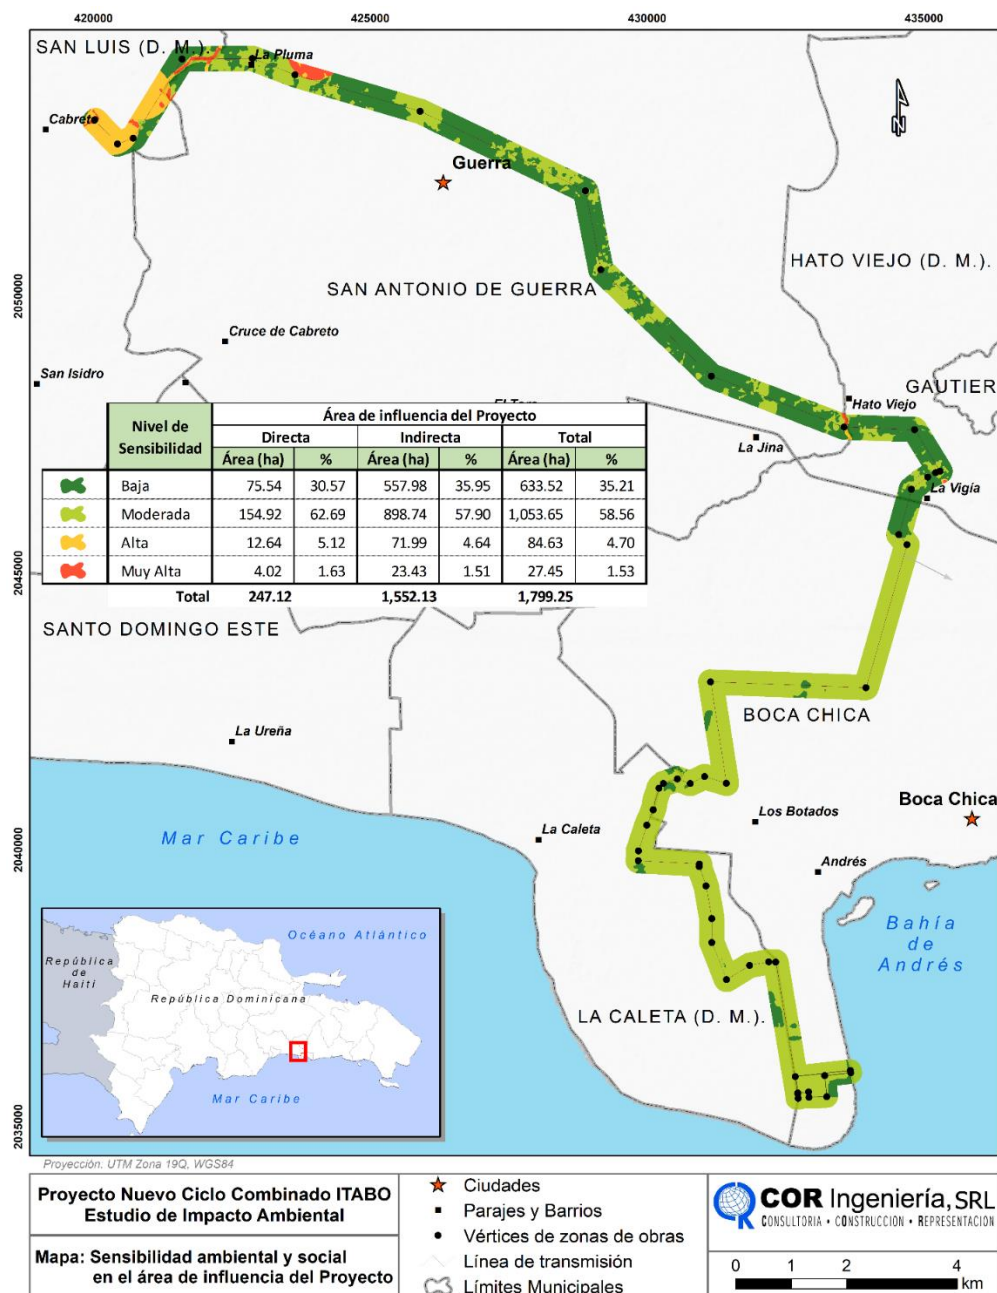 420000
425000
430000
435000
SAN LUIS (D. M.).
La Pluma
Cabreto
Guerra
HATO VIEJO (D. M.).
2050000
SAN ANTONIO DE GUERRA
Cruce de Cabreto
San Isidro
GAUTIER
Hato Viejo
La Jina
La Vigía
Nivel de Sensibilidad
Área de influencia del Proyecto
Directa Indirecta Total
Área (ha) % Área (ha) % Área (ha) %
Baja 75.54 30.57 557.98 35.95 633.52 35.21
Moderada 154.92 62.69 898.74 57.90 1,053.65 58.56
Alta 12.64 5.12 71.99 4.64 84.63 4.70
Muy Alta 4.02 1.63 23.43 1.51 27.45 1.53
Total 247.12 1,552.13 1,799.25
2045000
SANTO DOMINGO ESTE
BOCA CHICA
La Ureña
Boca Chica
Los Botados
La Caleta
Mar Caribe
2040000
Andrés
Bahía
de
Andrés
LA CALETA (D. M.).
Océano Atlántico
República
de
Haití
República Dominicana
Mar Caribe
2035000
Proyección: UTM Zona 19Q, WGS84
Proyecto Nuevo Ciclo Combinado ITABO
Estudio de Impacto Ambiental
Mapa: Sensibilidad ambiental y social
en el área de influencia del Proyecto
Ciudades
Parajes y Barrios
Vértices de zonas de obras
Línea de transmisión
Límites Municipales
COR Ingeniería, SRL
CONSULTORIA • CONSTRUCCION • REPRESENTACION
0 1 2 4
km